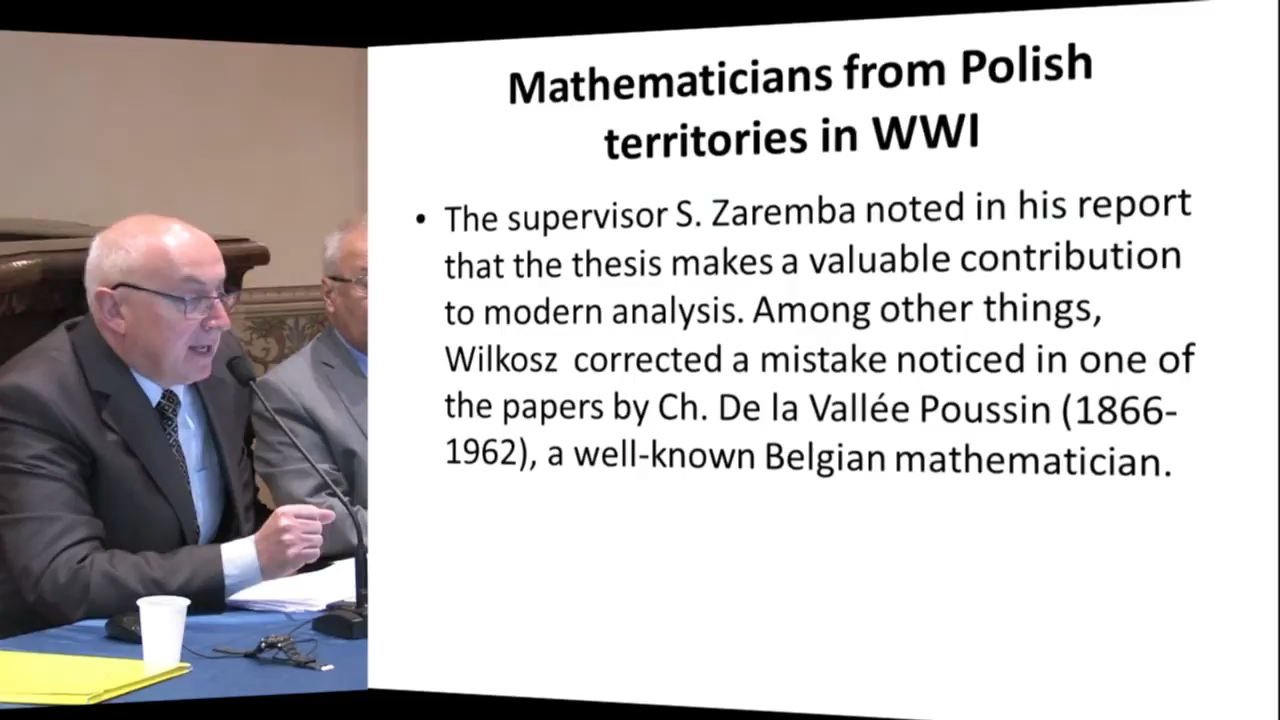 Mathematicians from Polish
territories in WWI
• The supervisor S. Zaremba noted in his report
that the thesis makes a valuable contribution
to modern analysis. Among other things,
Wilkosz corrected a mistake noticed in one of
the papers by Ch. De la Vallée Poussin (1866-
1962), a well-known Belgian mathematician.